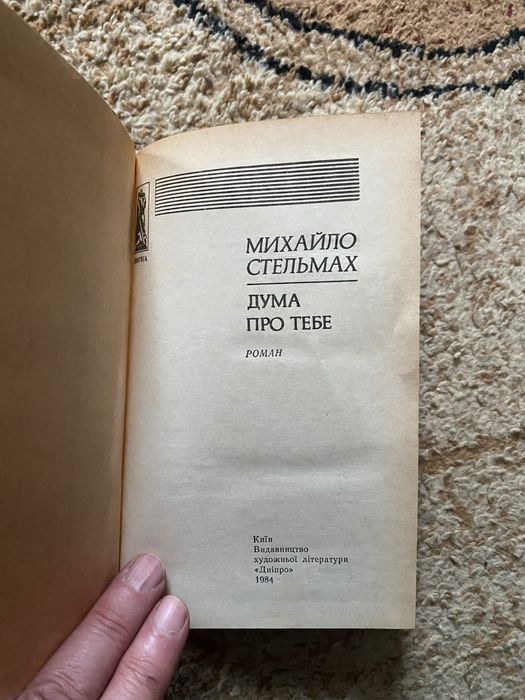 МИХАЙЛО
СТЕЛЬМАХ
ДУМА
ПРО ТЕБЕ
РОМАН
Київ
Видавництво
художньої літератури
«Дніпро»
1984